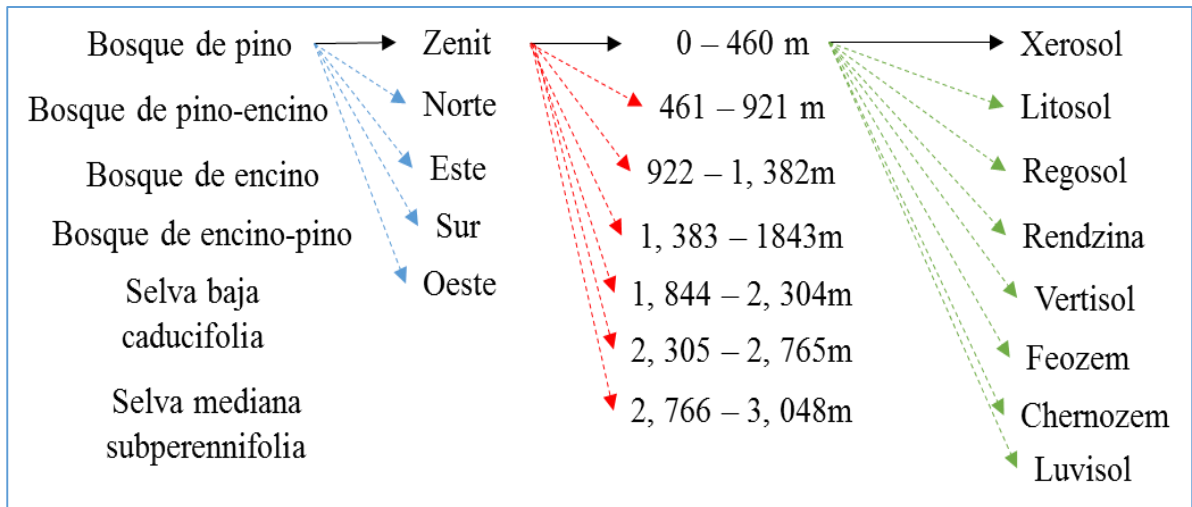 Bosque de pino
Bosque de pino-encino
Bosque de encino
Bosque de encino-pino
Selva baja
caducifolia
Selva mediana
subperennifolia
Zenit
Norte
Este
Sur
Oeste
0 – 460 m
461 – 921 m
922 – 1, 382m
1, 383 – 1843m
1, 844 – 2, 304m
2, 305 – 2, 765m
2, 766 – 3, 048m
Xerosol
Litosol
Regosol
Rendzina
Vertisol
Feozem
Chernozem
Luvisol